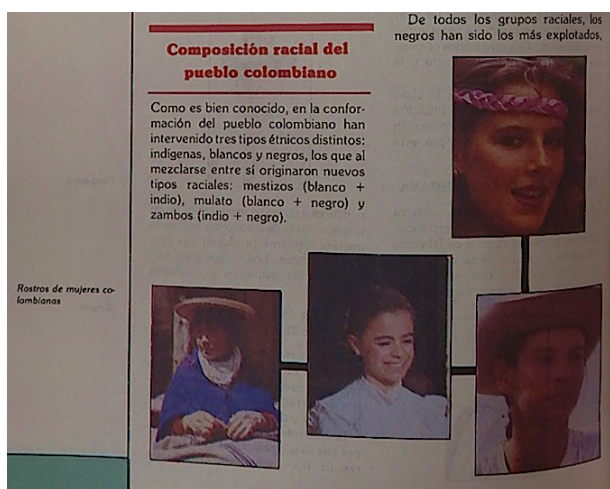 Composición racial del
pueblo colombiano
Como es bien conocido, en la confor-
mación del pueblo colombiano han
intervenido tres tipos étnicos distintos:
indígenas, blancos y negros, los que al
mezclarse entre sí originaron nuevos
tipos raciales: mestizos (blanco +
indio), mulato (blanco + negro) y
zambos (indio + negro).
De todos los grupos raciales, los
negros han sido los más explotados,
Rostros de mujeres co-
lombianas